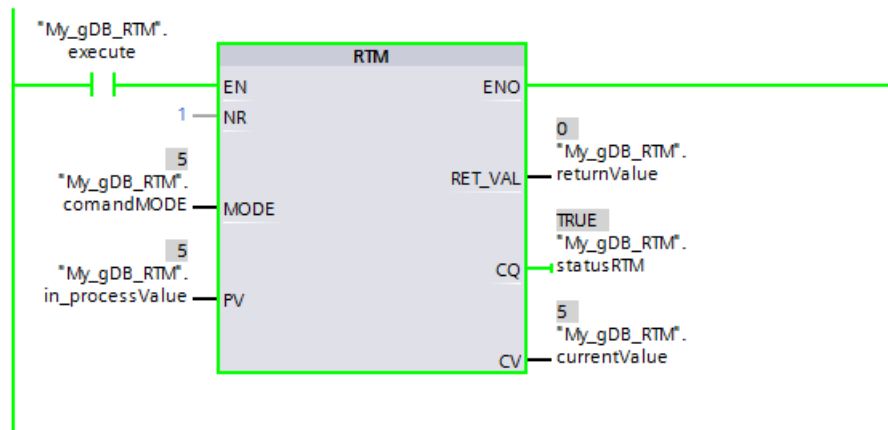 "My_gDB_RTM".
execute
RTM
EN
ENO
1
NR
5
"My_gDB_RTM".
comandMODE
MODE
0
"My_gDB_RTM".
returnValue
RET_VAL
5
"My_gDB_RTM".
in_processValue
PV
TRUE
"My_gDB_RTM".
statusRTM
CQ
5
"My_gDB_RTM".
currentValue
CV